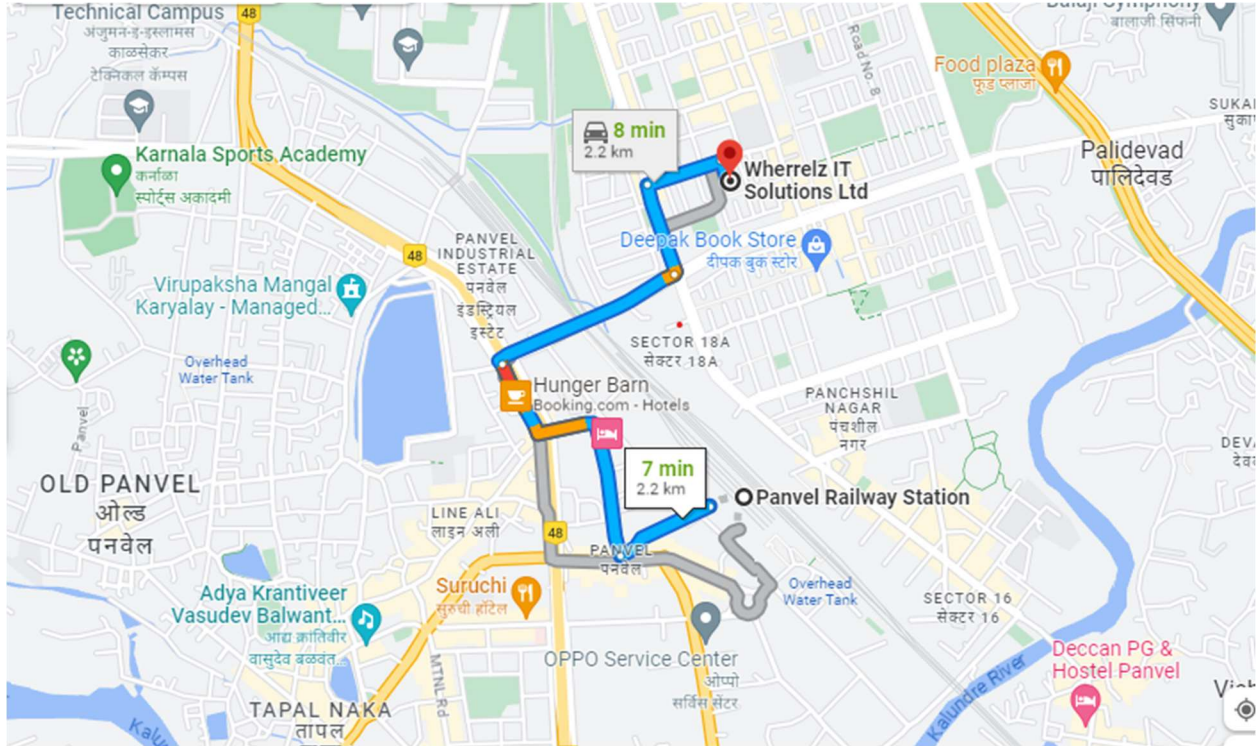 Technical Campus
अंजुमन-इ-इस्लामस
काळसेकर
टेक्निकल कॅम्पस
48
बालाजी सिंफनी
Road No. 8
Food plaza
फूड प्लाजा
8 min
2.2 km
Karnala Sports Academy
कर्नाळा
स्पोर्ट्स अकादमी
Wherrelz IT
Solutions Ltd
Palidevad
पालिदेवड
48
PANVEL
INDUSTRIAL
ESTATE
पनवेल
इंडस्ट्रियल
इस्टेट
Deepak Book Store
दीपक बुक स्टोर
Virupaksha Mangal
Karyalay - Managed...
SECTOR 18A
सेक्टर 18A
Overhead
Water Tank
Hunger Barn
Booking.com - Hotels
PANCHSHIL
NAGAR
पंचशील
नगर
Panvel
7 min
2.2 km
Panvel Railway Station
OLD PANVEL
ओल्ड
पनवेल
LINE ALI
लाइन अली
48
PANVEL
पनवेल
Suruchi
सुरुची हॉटेल
Overhead
Water Tank
SECTOR 16
सेक्टर 16
Adya Krantiveer
Vasudev Balwant...
आद्य क्रांतिवीर
वासुदेव बळवंत...
OPPO Service Center
ओप्पो
सर्विस सेंटर
MTNL Rd
Kalundre River
Deccan PG &
Hostel Panvel
TAPAL NAKA
तापल